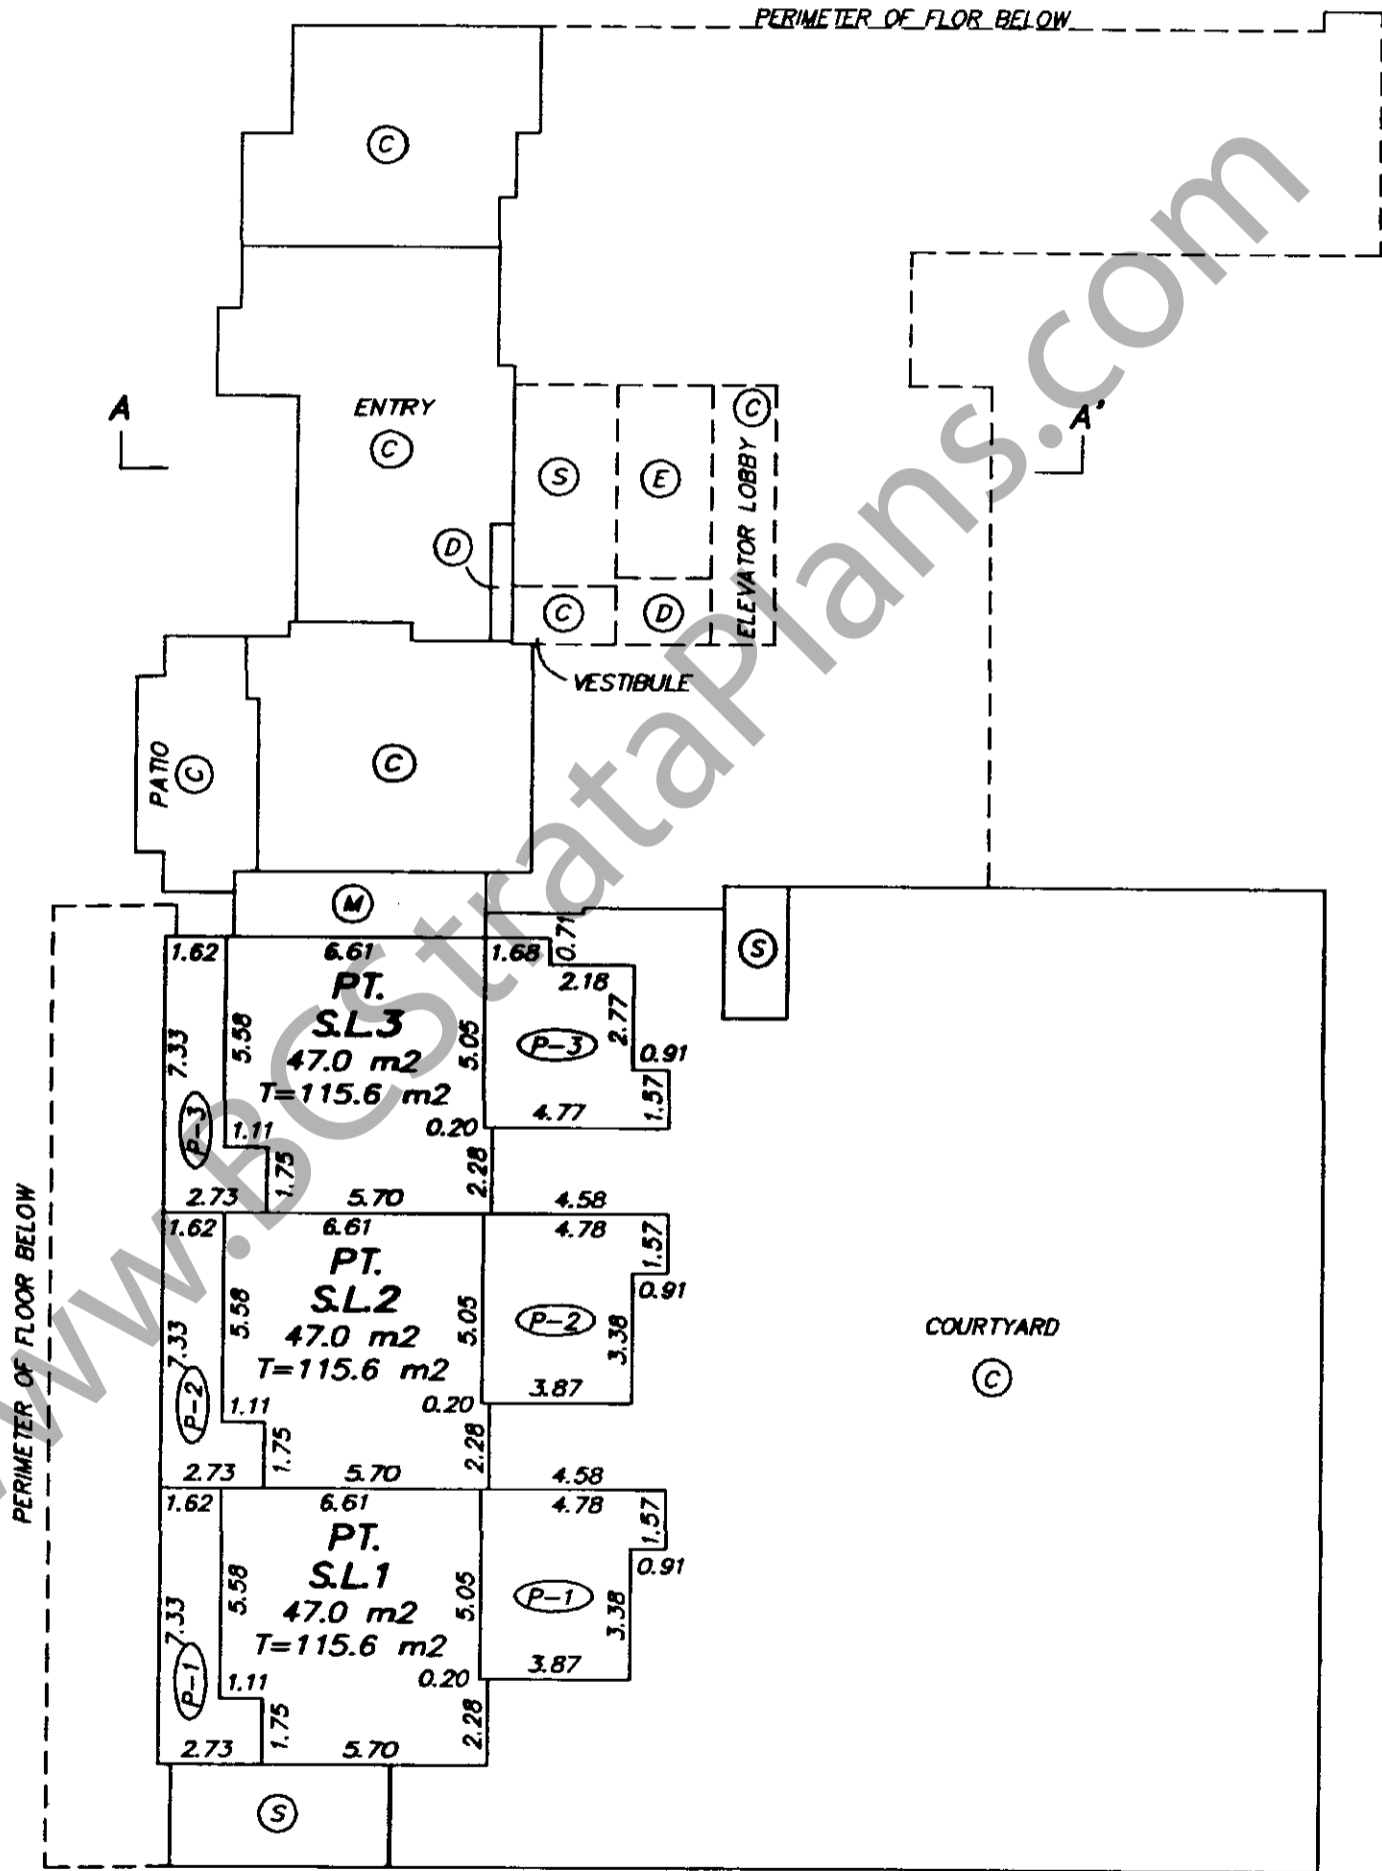 PERIMETER OF FLOR BELOW
C
A
ENTRY
C
C
A'
S
E
ELEVATOR LOBBY
D
C
D
VESTIBULE
PATIO
C
C
M
S
1.62
6.61
1.68
0.71
PT.
2.18
S.L.3
5.58
5.05
2.77
7.33
47.0 m2
P-3
0.91
T=115.6 m2
4.77
1.57
P-3
1.11
0.20
1.75
2.28
2.73
5.70
4.58
1.62
6.61
4.78
1.57
PT.
S.L.2
0.91
5.58
5.05
47.0 m2
P-2
3.38
7.33
T=115.6 m2
3.87
P-2
1.11
0.20
1.75
2.28
2.73
5.70
4.58
1.62
6.61
4.78
1.57
PT.
S.L.1
0.91
5.58
5.05
47.0 m2
P-1
3.38
7.33
T=115.6 m2
3.87
P-1
1.11
0.20
1.75
2.28
2.73
5.70
S
PERIMETER OF FLOOR BELOW
COURTYARD
C
www.BCStrataPlans.com